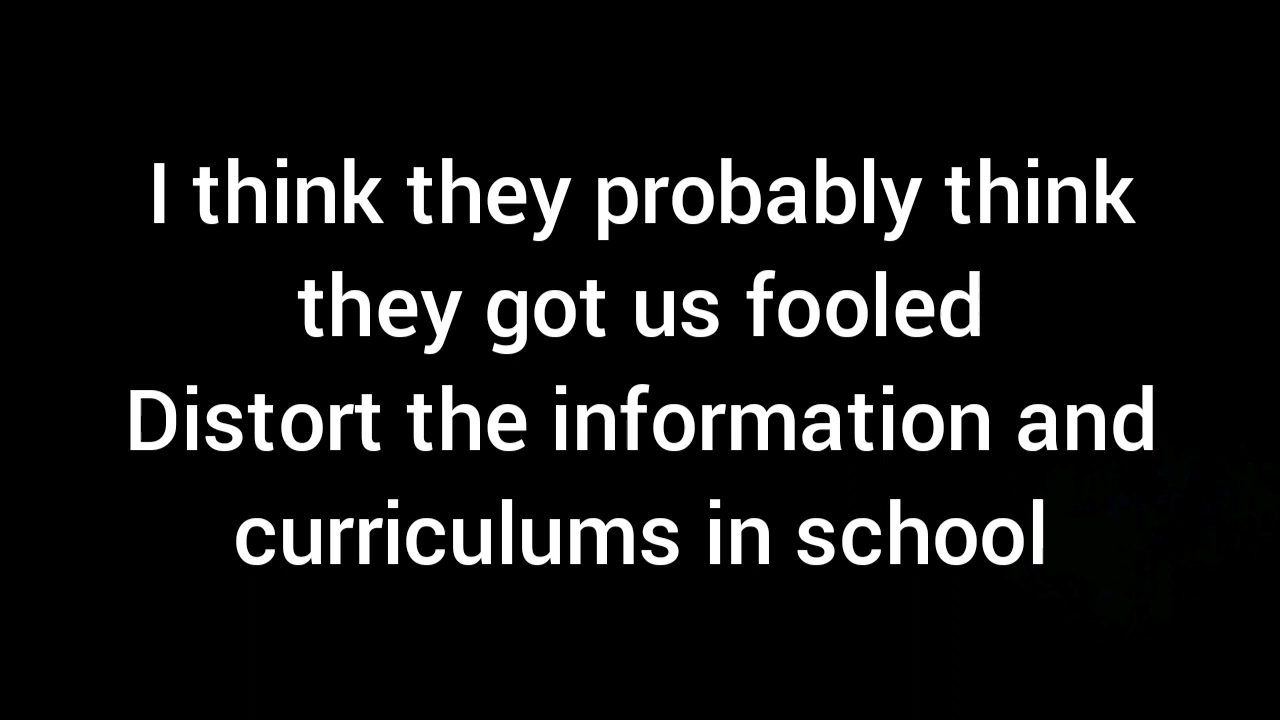 I think they probably think
they got us fooled
Distort the information and
curriculums in school